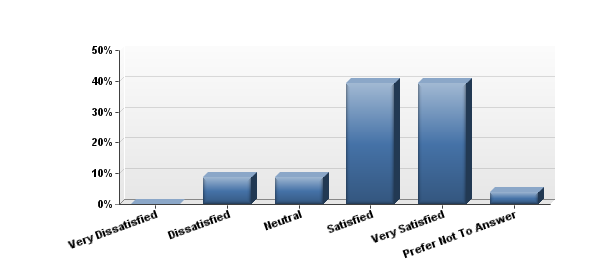 50%
40%
30%
20%
10%
0%
Very Dissatisfied
Dissatisfied
Neutral
Satisfied
Very Satisfied
Prefer Not To Answer